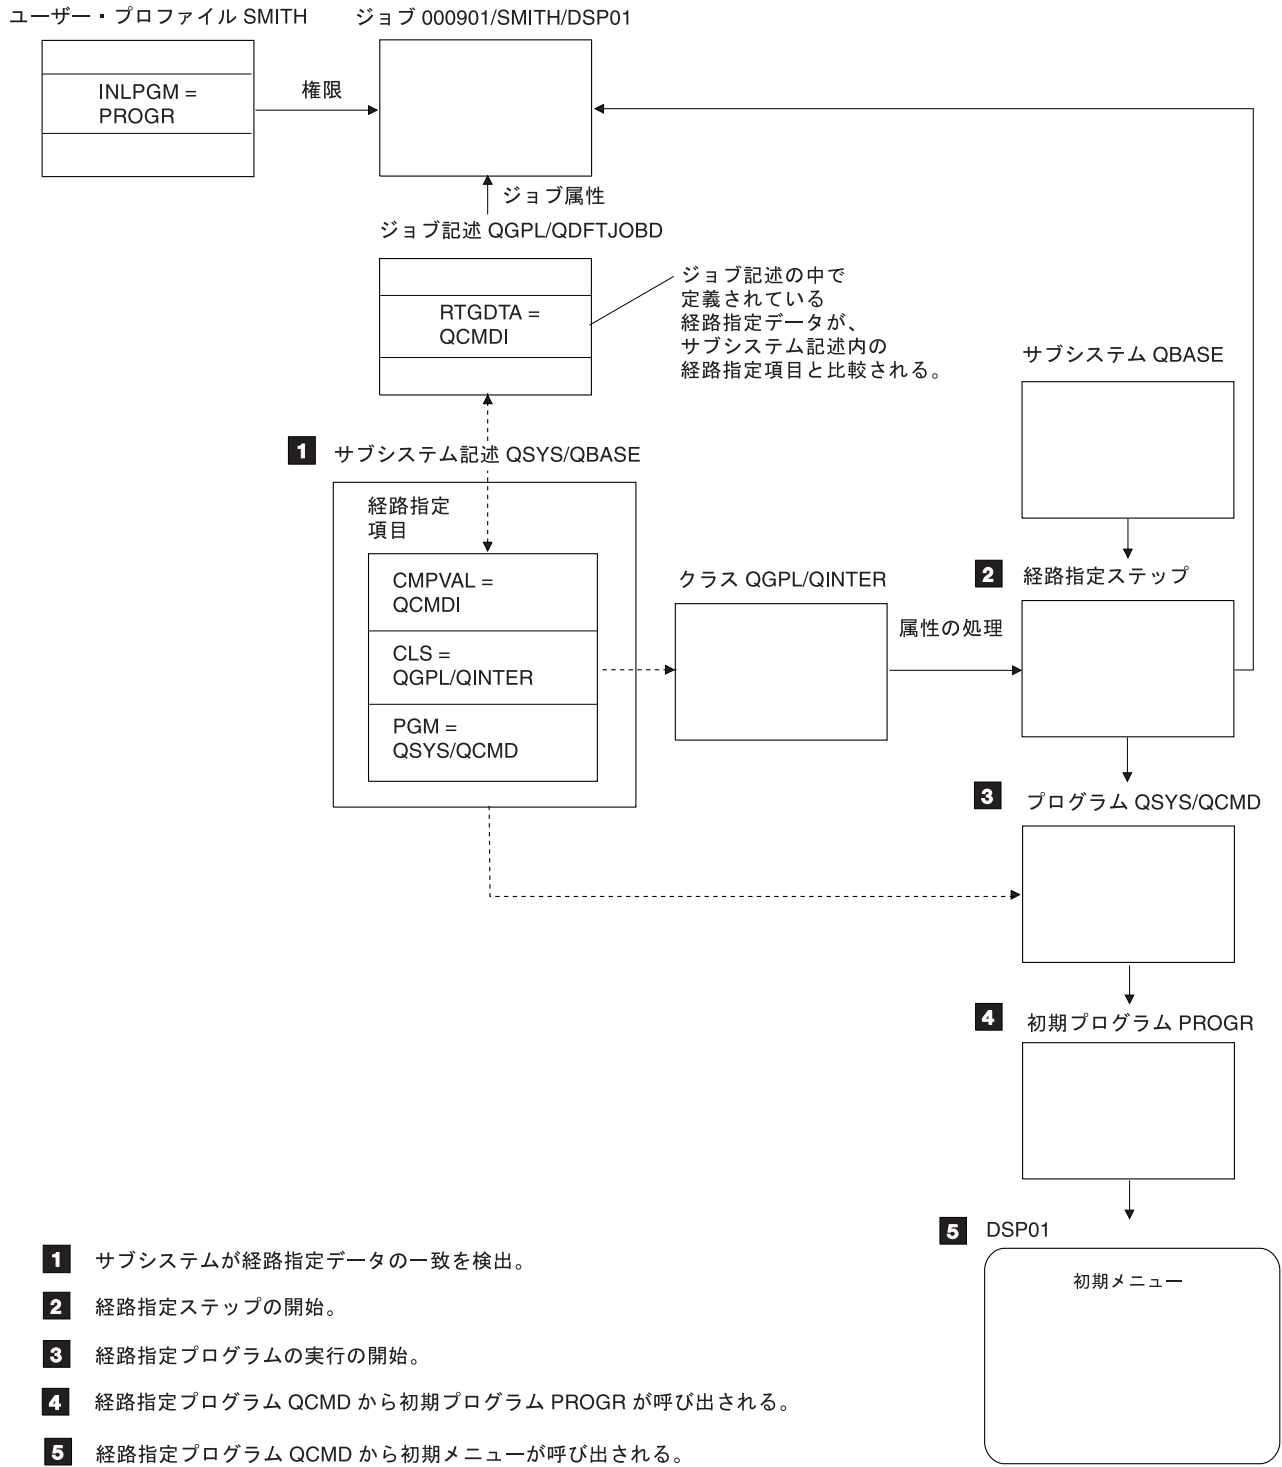 ユーザー・プロファイル SMITH
ジョブ 000901/SMITH/DSP01
INLPGM =
PROGR
権限
ジョブ属性
ジョブ記述 QGPL/QDFTJOBD
RTGDTA =
QCMDI
ジョブ記述の中で
定義されている
経路指定データが、
サブシステム記述内の
経路指定項目と比較される。
サブシステム QBASE
1 サブシステム記述 QSYS/QBASE
経路指定
項目
CMPVAL =
QCMDI
CLS =
QGPL/QINTER
PGM =
QSYS/QCMD
クラス QGPL/QINTER
属性の処理
2 経路指定ステップ
3 プログラム QSYS/QCMD
4 初期プログラム PROGR
5 DSP01
初期メニュー
1 サブシステムが経路指定データの一致を検出。
2 経路指定ステップの開始。
3 経路指定プログラムの実行の開始。
4 経路指定プログラム QCMD から初期プログラム PROGR が呼び出される。
5 経路指定プログラム QCMD から初期メニューが呼び出される。